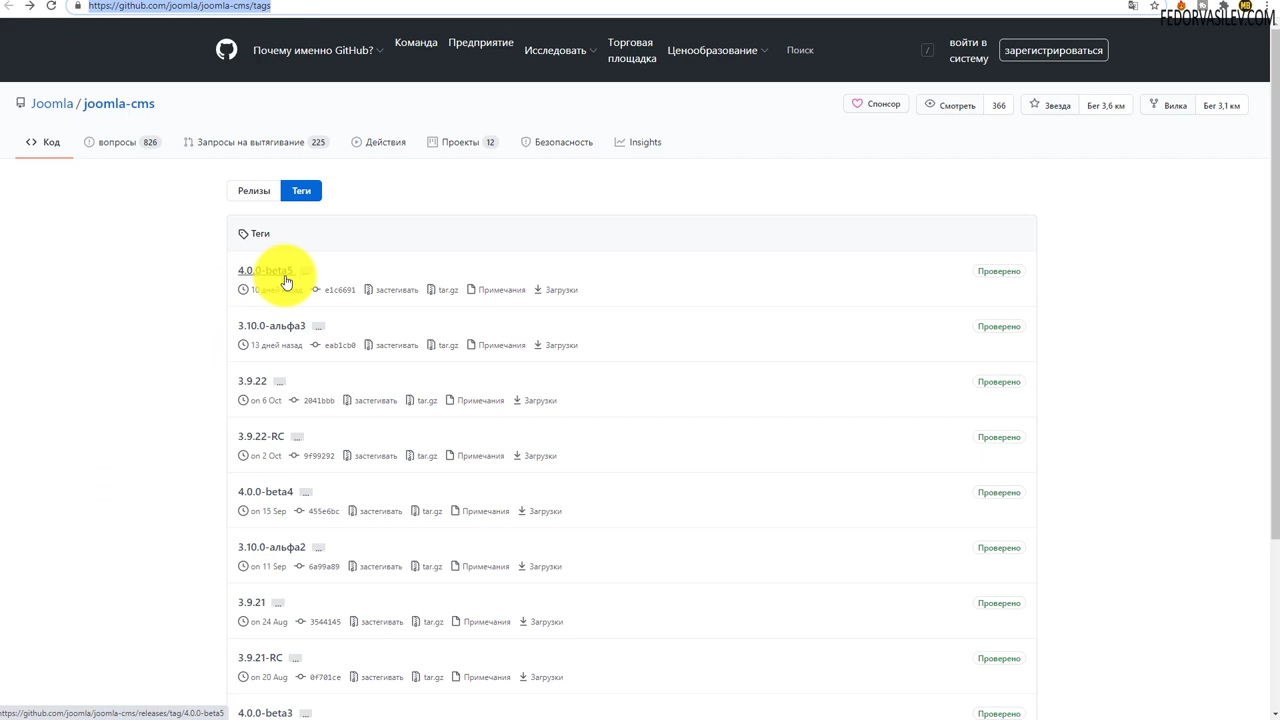 https://github.com/joomla/joomla-cms/tags
FEDORVASILEV.COM
Почему именно GitHub?
Команда
Предприятие
Исследовать
Торговая площадка
Ценообразование
Поиск
/
войти в систему
зарегистрироваться
Joomla / joomla-cms
Спонсор
Смотреть 366
Звезда Бег 3,6 км
Вилка Бег 3,1 км
Код
вопросы 826
Запросы на вытягивание 225
Действия
Проекты 12
Безопасность
Insights
Релизы Теги
Теги
4.0.0-beta5 ... Проверено
10 дней назад e1c6691 застегивать tar.gz Примечания Загрузки
3.10.0-альфа3 ... Проверено
13 дней назад eab1cb0 застегивать tar.gz Примечания Загрузки
3.9.22 ... Проверено
on 6 Oct 2041bbb застегивать tar.gz Примечания Загрузки
3.9.22-RC ... Проверено
on 2 Oct 9f99292 застегивать tar.gz Примечания Загрузки
4.0.0-beta4 ... Проверено
on 15 Sep 455e6bc застегивать tar.gz Примечания Загрузки
3.10.0-альфа2 ... Проверено
on 11 Sep 6a99a89 застегивать tar.gz Примечания Загрузки
3.9.21 ... Проверено
on 24 Aug 3544145 застегивать tar.gz Примечания Загрузки
3.9.21-RC ... Проверено
on 20 Aug 0f701ce застегивать tar.gz Примечания Загрузки
4.0.0-beta3 ... Проверено
https://github.com/joomla/joomla-cms/releases/tag/4.0.0-beta5